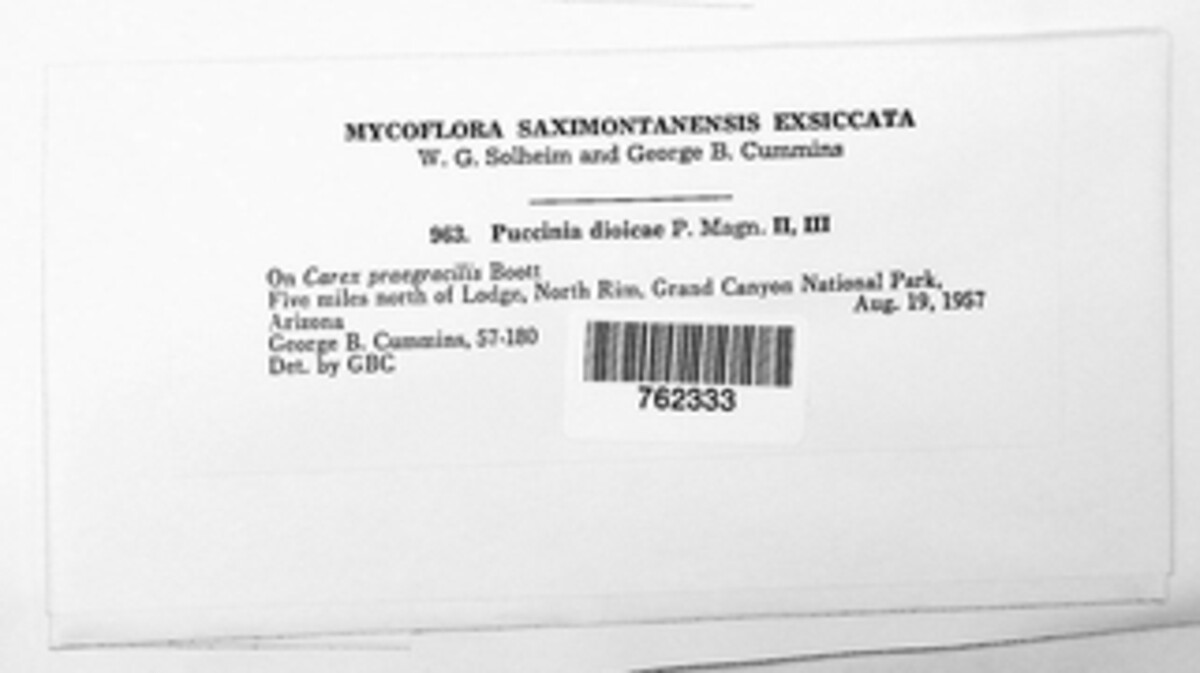 MYCOFLORA SAXIMONTANENSIS EXSICCATA
W. G. Solheim and George B. Cummins
963. Puccinia dioicae P. Magn. II, III
On Carex praegracilis Boott
Five miles north of Lodge, North Rim, Grand Canyon National Park,
Arizona Aug. 19, 1957
George B. Cummins, 57-180
Det. by GBC
762333